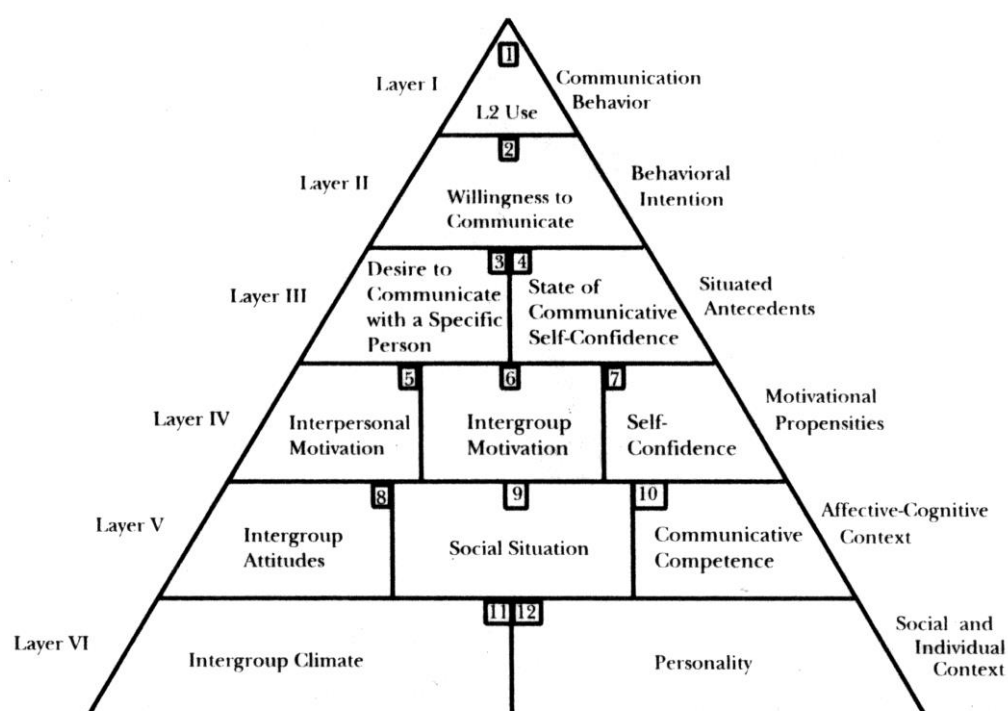 1
Layer I
Communication
Behavior
L2 Use
2
Layer II
Behavioral
Intention
Willingness to
Communicate
3
4
Layer III
Desire to
Communicate
with a Specific
Person
State of
Communicative
Self-Confidence
Situated
Antecedents
5
6
7
Layer IV
Interpersonal
Motivation
Intergroup
Motivation
Self-
Confidence
Motivational
Propensities
8
9
10
Layer V
Intergroup
Attitudes
Social Situation
Communicative
Competence
Affective-Cognitive
Context
11
12
Layer VI
Intergroup Climate
Personality
Social and
Individual
Context